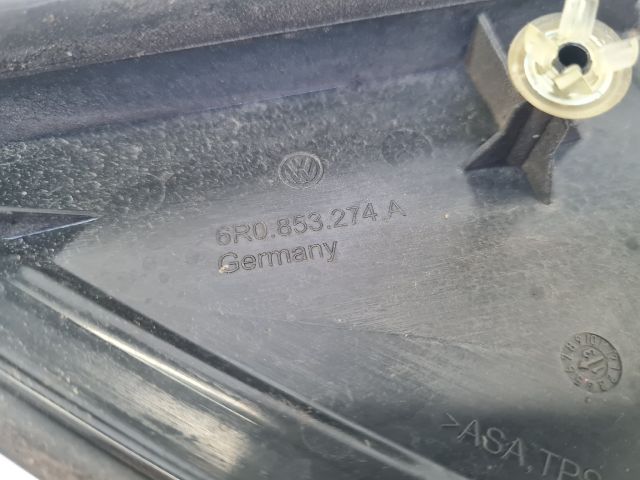 6R0.853.274 A
Germany
>ASA,TPS